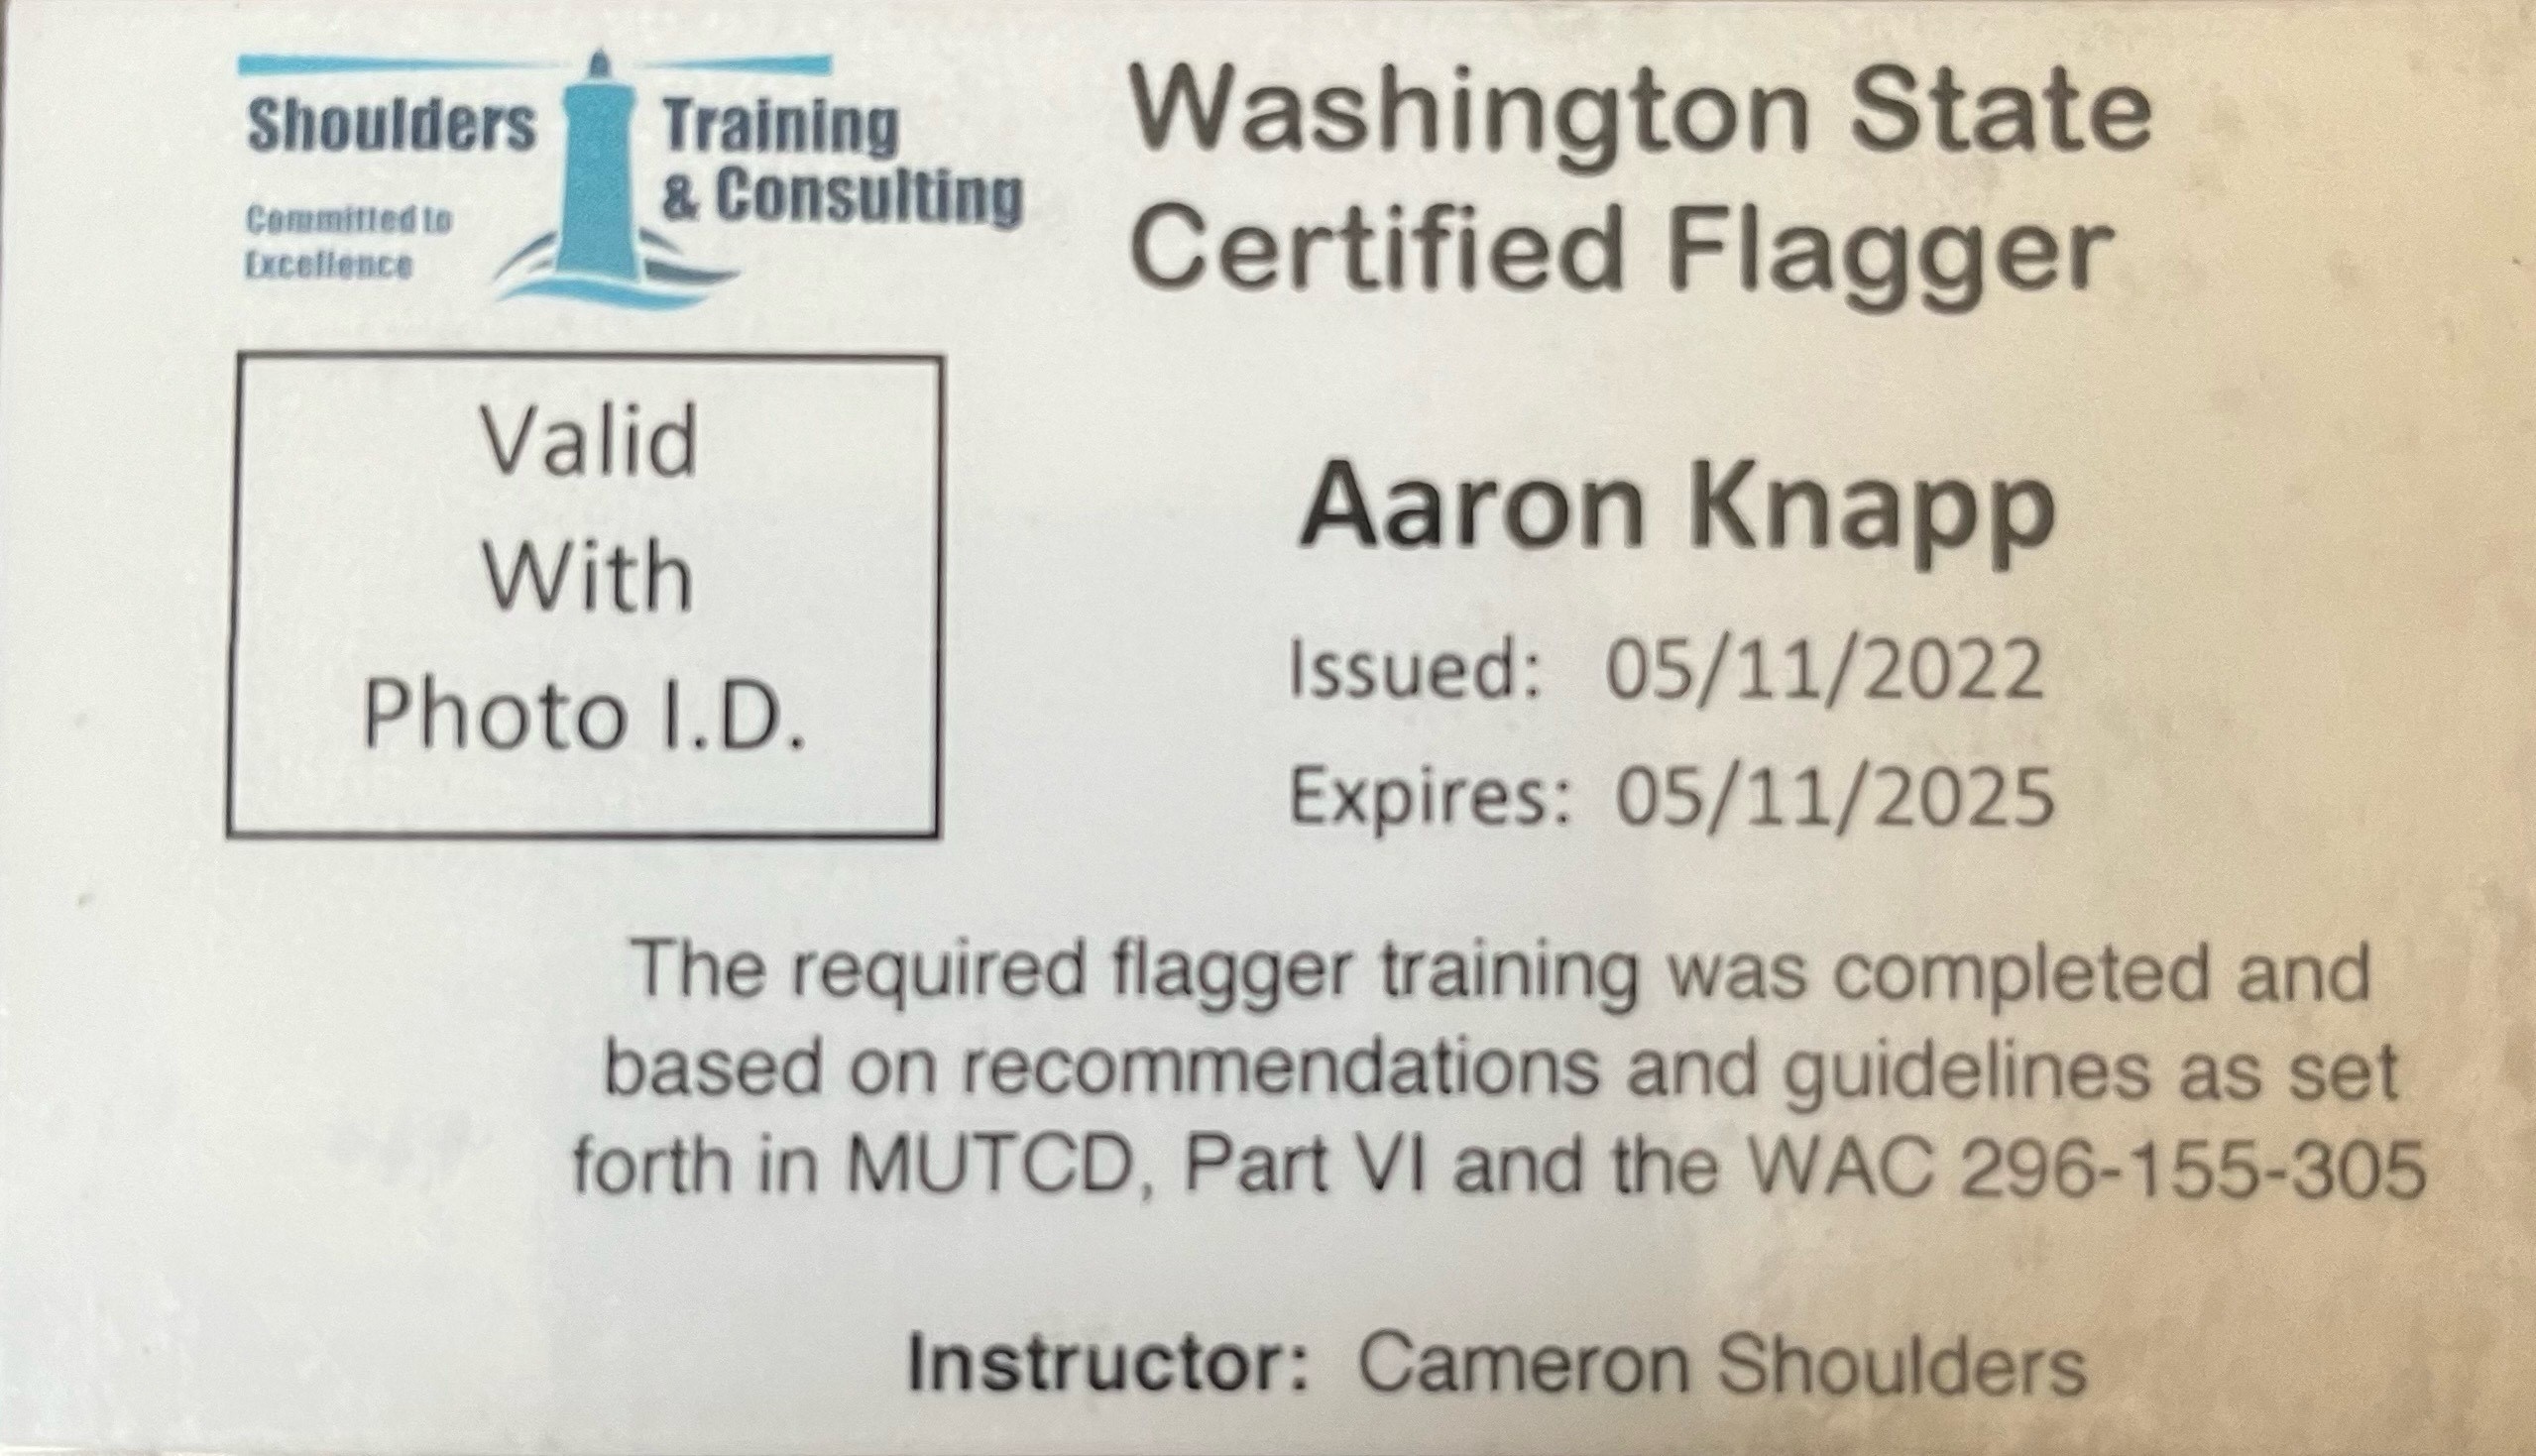 Shoulders Training
& Consulting
Committed to
Excellence
Washington State
Certified Flagger
Valid
With
Photo I.D.
Aaron Knapp
Issued: 05/11/2022
Expires: 05/11/2025
The required flagger training was completed and
based on recommendations and guidelines as set
forth in MUTCD, Part VI and the WAC 296-155-305
Instructor: Cameron Shoulders